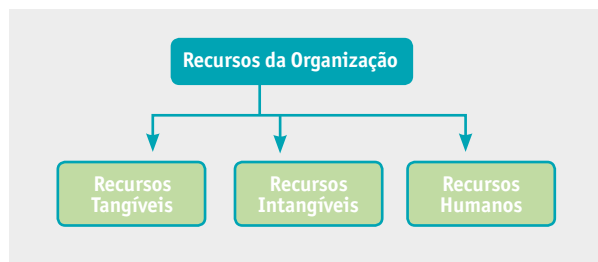 Recursos da Organização
Recursos
Tangíveis
Recursos
Intangíveis
Recursos
Humanos